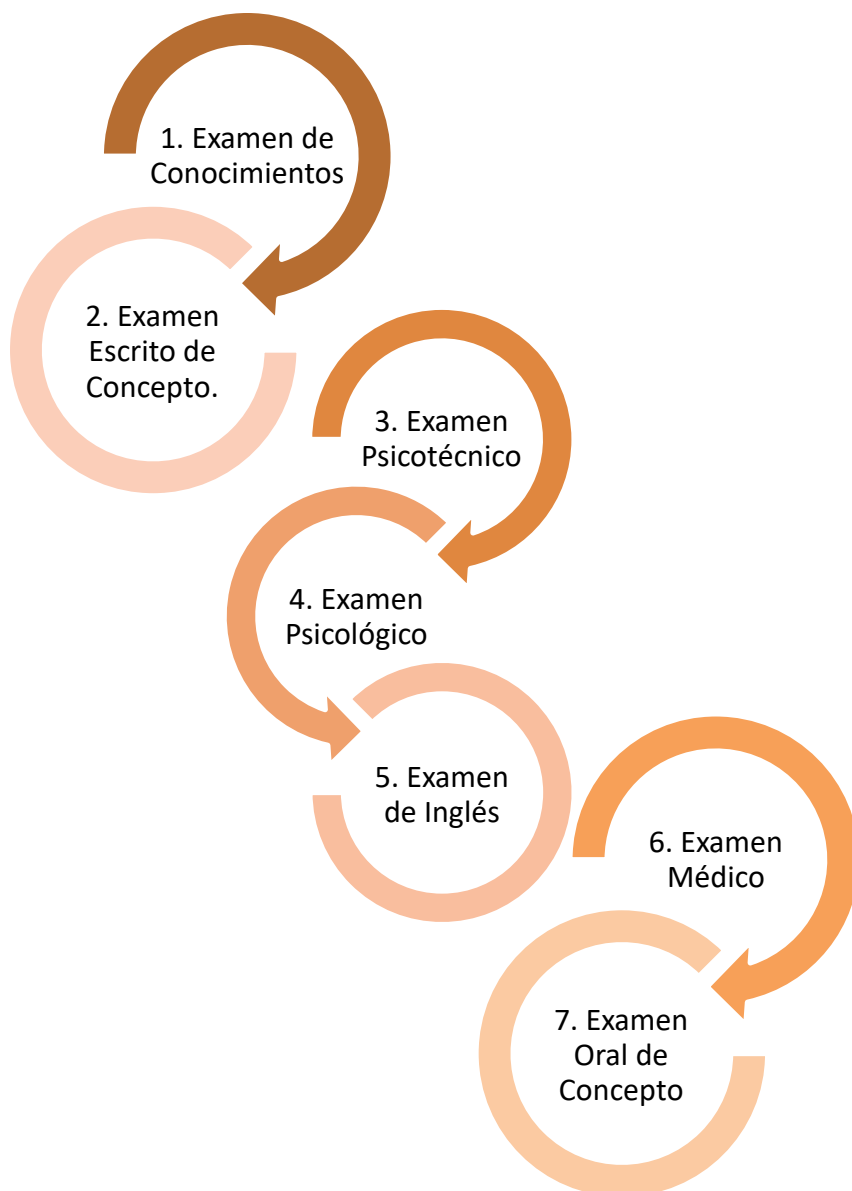 1. Examen de
Conocimientos
2. Examen
Escrito de
Concepto.
3. Examen
Psicotécnico
4. Examen
Psicológico
5. Examen
de Inglés
6. Examen
Médico
7. Examen
Oral de
Concepto